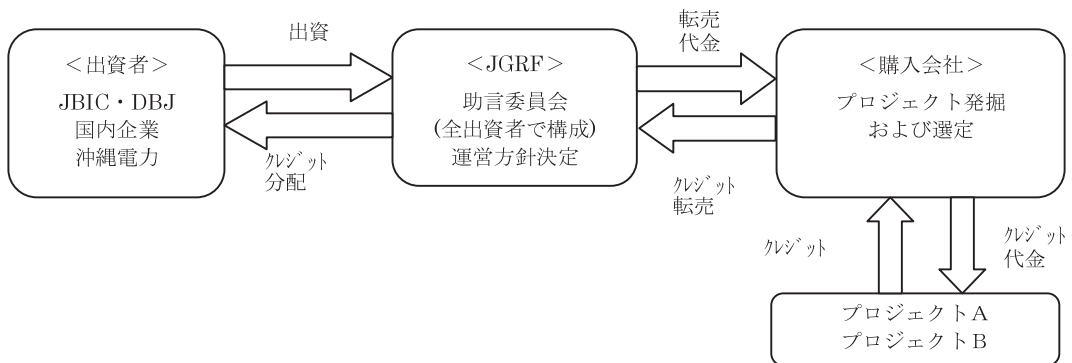 ＜出資者＞
JBIC・DBJ
国内企業
沖縄電力
出資
ｸﾚｼﾞｯﾄ
分配
＜JGRF＞
助言委員会
(全出資者で構成)
運営方針決定
転売
代金
ｸﾚｼﾞｯﾄ
転売
＜購入会社＞
プロジェクト発掘
および選定
ｸﾚｼﾞｯﾄ
ｸﾚｼﾞｯﾄ
代金
プロジェクトA
プロジェクトB